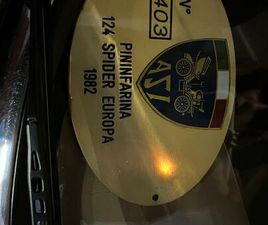 N°
403
ASI
PININFARINA
124 SPIDER EUROPA
1982